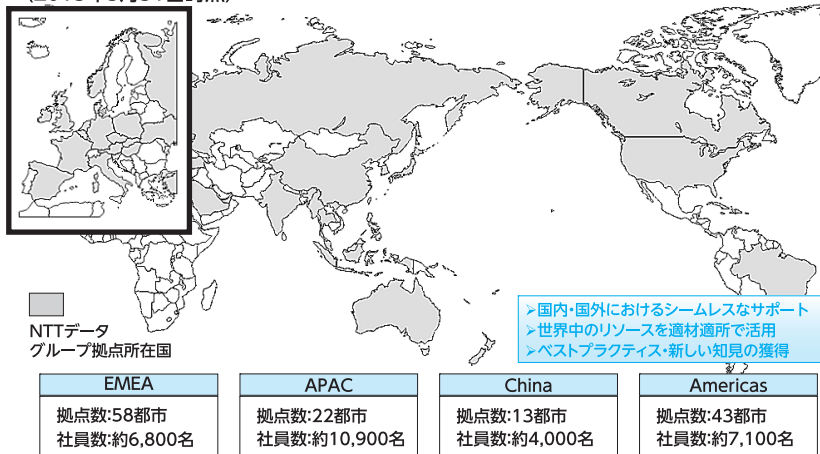 NTTデータ
グループ拠点所在国
➢国内・国外におけるシームレスなサポート
➢世界中のリソースを適材適所で活用
➢ベストプラクティス・新しい知見の獲得
EMEA
拠点数:58都市
社員数:約6,800名
APAC
拠点数:22都市
社員数:約10,900名
China
拠点数:13都市
社員数:約4,000名
Americas
拠点数:43都市
社員数:約7,100名